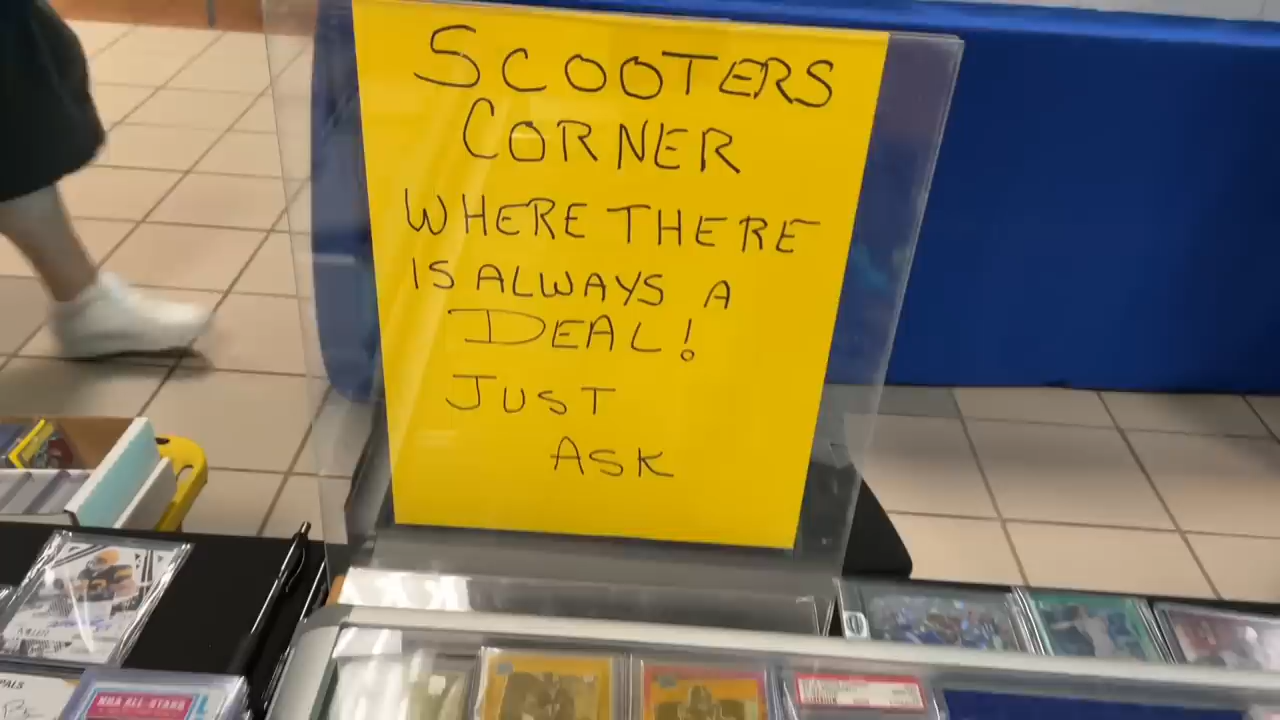 SCOOTERS
CORNER
WHERE THERE
IS ALWAYS A
DEAL!
JUST
ASK
NBA ALL-STARS